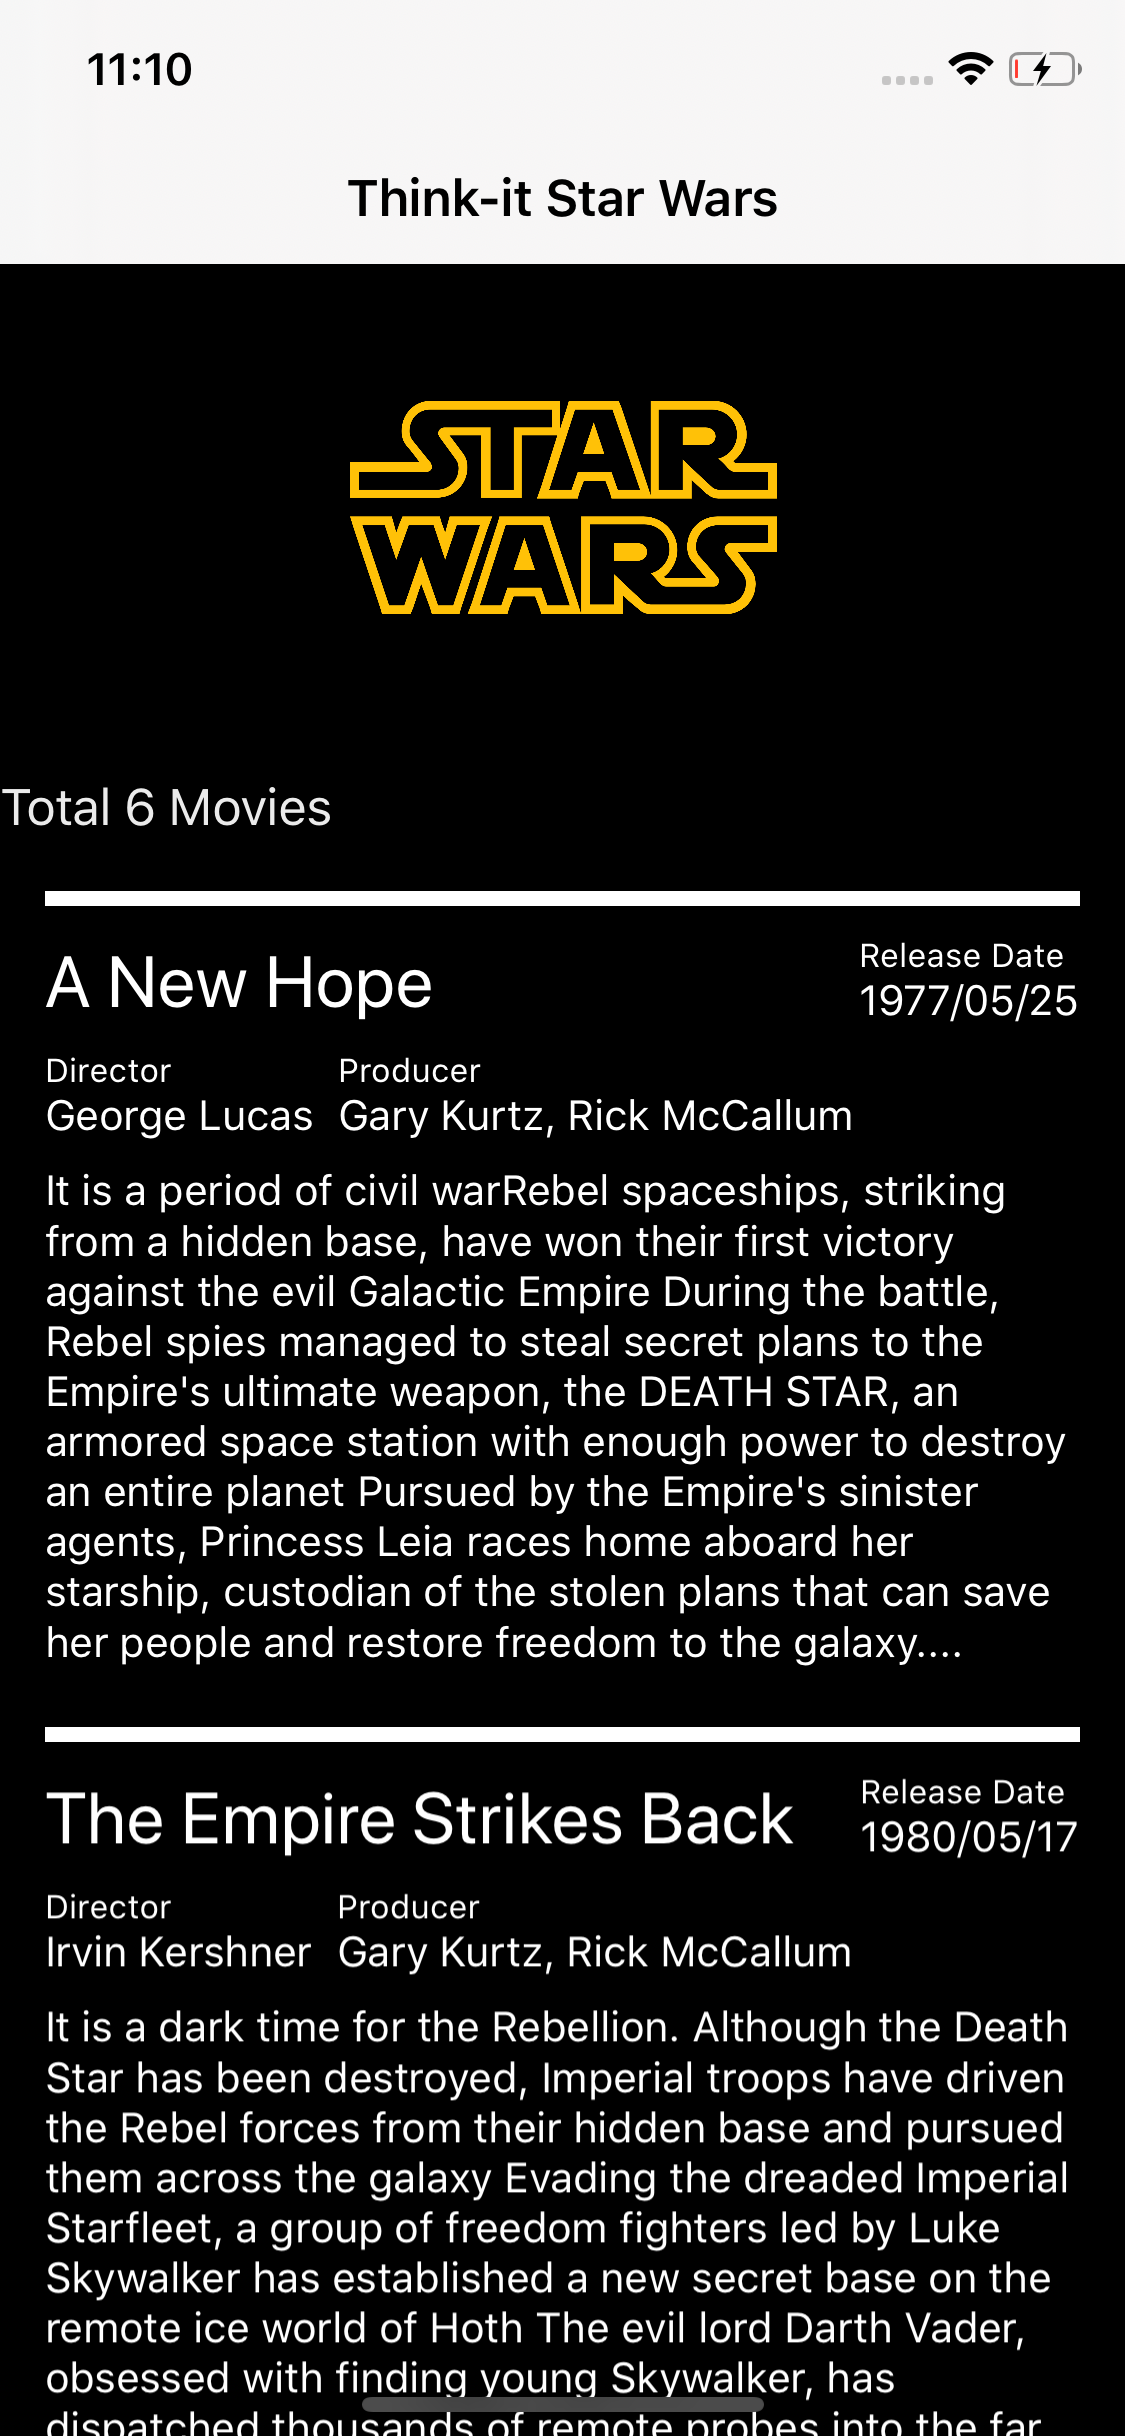 11:10
Think-it Star Wars
STAR
WARS
Total 6 Movies
A New Hope
Release Date
1977/05/25
Director
Producer
George Lucas
Gary Kurtz, Rick McCallum
It is a period of civil warRebel spaceships, striking
from a hidden base, have won their first victory
against the evil Galactic Empire During the battle,
Rebel spies managed to steal secret plans to the
Empire's ultimate weapon, the DEATH STAR, an
armored space station with enough power to destroy
an entire planet Pursued by the Empire's sinister
agents, Princess Leia races home aboard her
starship, custodian of the stolen plans that can save
her people and restore freedom to the galaxy....
The Empire Strikes Back
Release Date
1980/05/17
Director
Producer
Irvin Kershner
Gary Kurtz, Rick McCallum
It is a dark time for the Rebellion. Although the Death
Star has been destroyed, Imperial troops have driven
the Rebel forces from their hidden base and pursued
them across the galaxy Evading the dreaded Imperial
Starfleet, a group of freedom fighters led by Luke
Skywalker has established a new secret base on the
remote ice world of Hoth The evil lord Darth Vader,
obsessed with finding young Skywalker, has
dispatched thousands of remote probes into the far